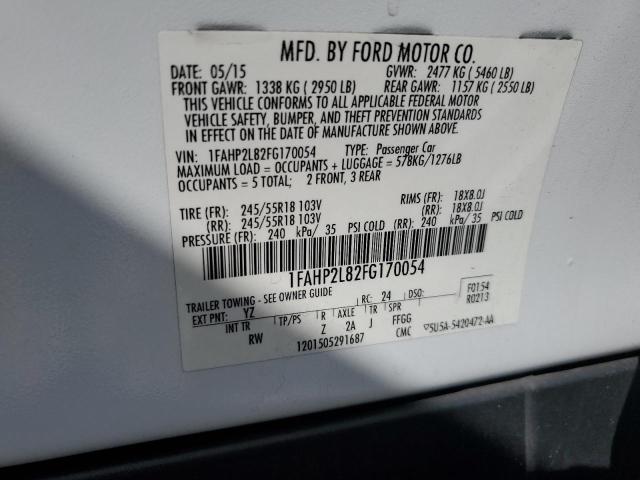 MFD. BY FORD MOTOR CO.
DATE: 05/15 GVWR: 2477 KG (5460 LB)
FRONT GAWR: 1338 KG (2950 LB) REAR GAWR: 1157 KG (2550 LB)
THIS VEHICLE CONFORMS TO ALL APPLICABLE FEDERAL MOTOR
VEHICLE SAFETY, BUMPER, AND THEFT PREVENTION STANDARDS
IN EFFECT ON THE DATE OF MANUFACTURE SHOWN ABOVE.
VIN: 1FAHP2L82FG170054 TYPE: Passenger Car
MAXIMUM LOAD = OCCUPANTS + LUGGAGE = 578KG/1276LB
OCCUPANTS = 5 TOTAL; 2 FRONT, 3 REAR
TIRE (FR): 245/55R18 103V RIMS (FR): 18X8.0J
(RR): 245/55R18 103V (RR): 18X8.0J
PRESSURE (FR): 240 kPa/ 35 PSI COLD (RR): 240 kPa/ 35 PSI COLD
1FAHP2L82FG170054
TRAILER TOWING - SEE OWNER GUIDE
F0154
R0213
EXT PNT: YZ RC: 24 DSO:
INT TR TP/PS R AXLE TR SPR
RW Z 2A J FFGG
1201505291687 CMC 5U5A-5420472-AA